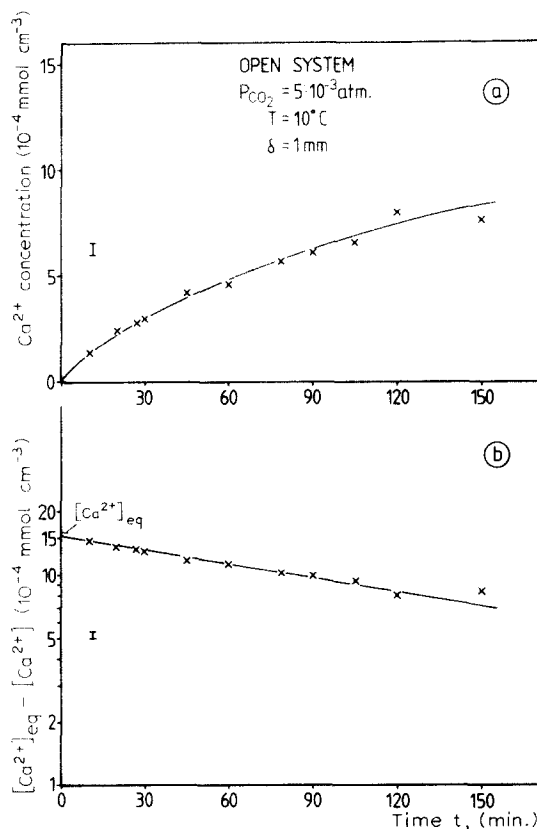 OPEN SYSTEM
P_CO₂ = 5·10⁻³ atm.
T = 10°C
δ = 1mm
a
Ca²⁺ concentration (10⁻⁴ mmol cm⁻³)
15
10
5
0
30
60
90
120
150
b
[Ca²⁺]eq
[Ca²⁺]eq − [Ca²⁺] (10⁻⁴ mmol cm⁻³)
20
15
10
5
2
1
0
30
60
90
120
150
Time t, (min.)